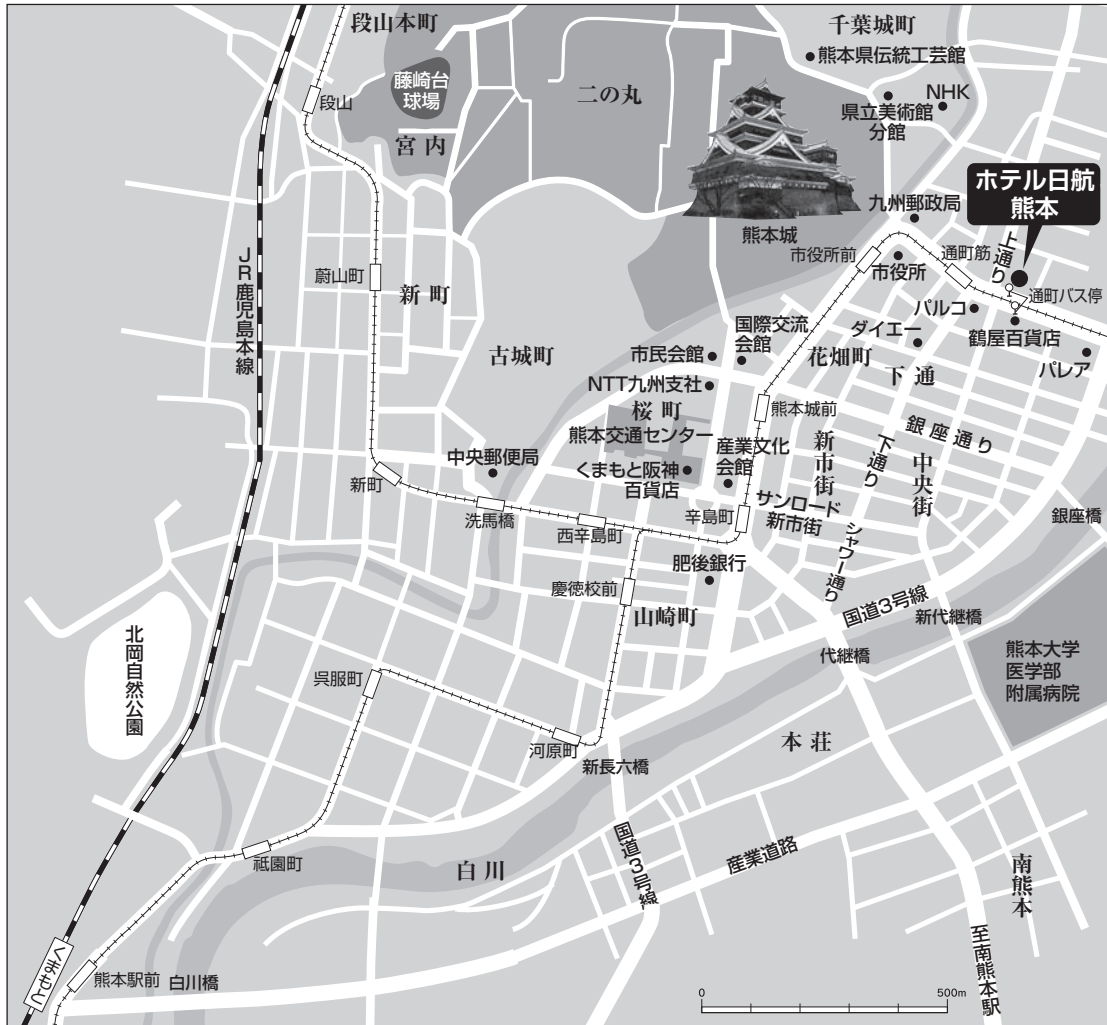 段山本町
千葉城町
熊本県伝統工芸館
藤崎台
球場
二の丸
NHK
県立美術館
分館
段山
宮内
ホテル日航
熊本
九州郵政局
熊本城
市役所前
市役所
通町筋
上通り
通町バス停
蔚山町
新町
JR鹿児島本線
国際交流
会館
ダイエー
パルコ
鶴屋百貨店
パレア
花畑町
下通
古城町
市民会館
NTT九州支社
桜町
熊本城前
熊本交通センター
産業文化
会館
新市街
下通り
銀座通り
中央街
中央郵便局
くまもと阪神
百貨店
新町
洗馬橋
西辛島町
辛島町
サンロード
新市街
シャワー通り
銀座橋
肥後銀行
慶徳校前
山崎町
国道3号線
新代継橋
代継橋
熊本大学
医学部
附属病院
北岡自然公園
呉服町
河原町
新長六橋
本荘
国道3号線
産業道路
祗園町
白川
南熊本
至南熊本駅
くまもと
熊本駅前
白川橋
0
500m